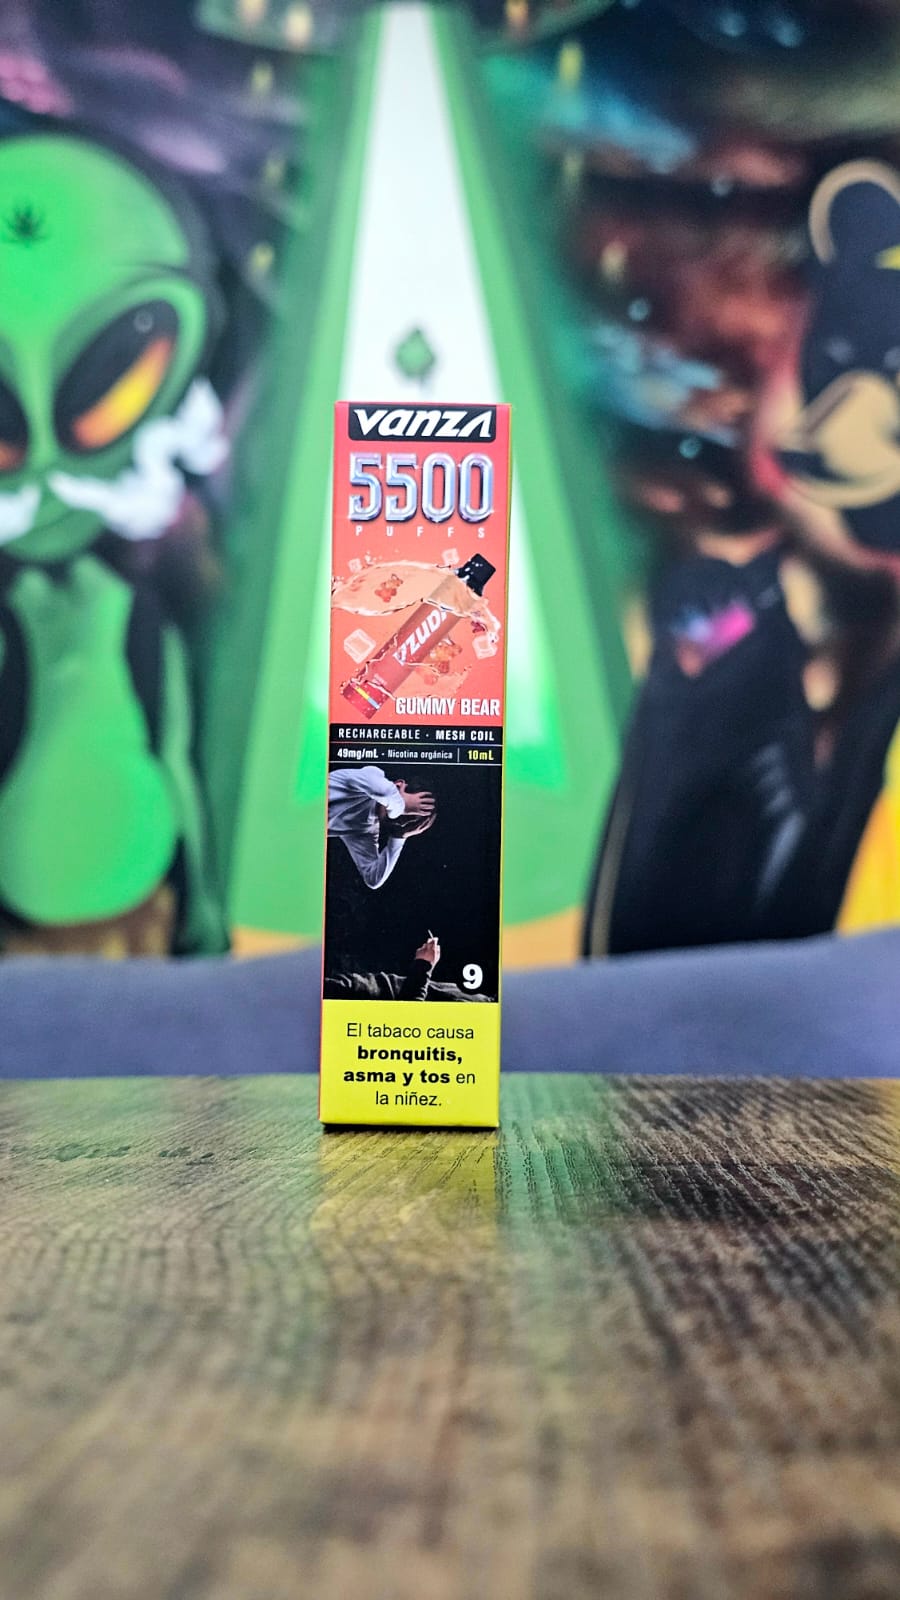 vanza
5500
PUFFS
vanza
GUMMY BEAR
RECHARGEABLE · MESH COIL
49mg/mL · Nicotina orgánica | 10mL
9
El tabaco causa
bronquitis,
asma y tos en
la niñez.